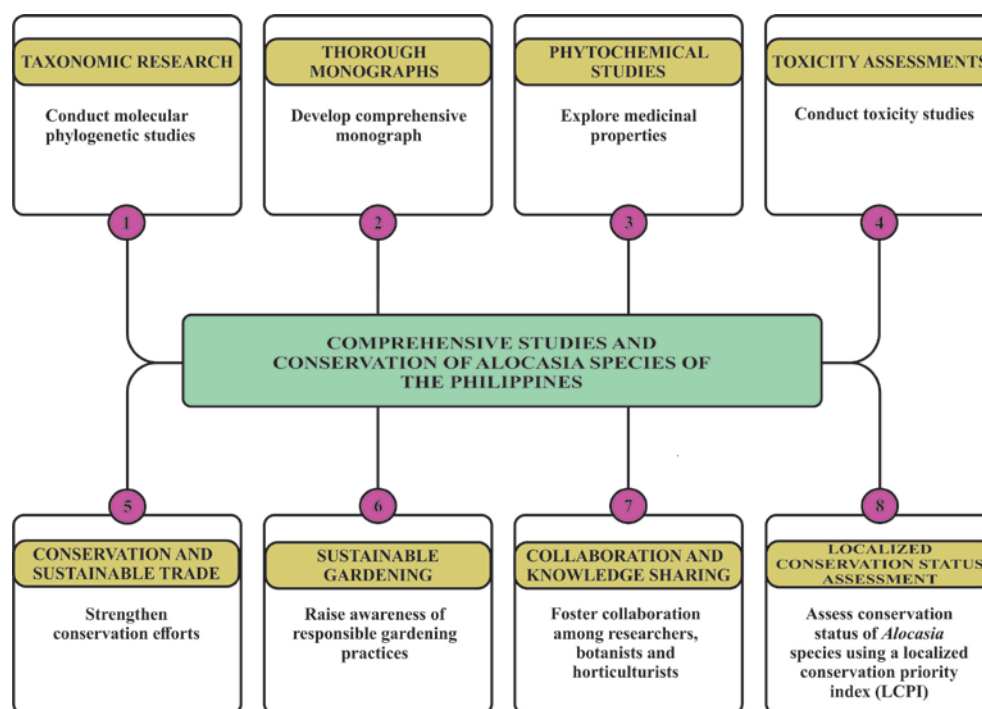 TAXONOMIC RESEARCH
Conduct molecular
phylogenetic studies
1
THOROUGH
MONOGRAPHS
Develop comprehensive
monograph
2
PHYTOCHEMICAL
STUDIES
Explore medicinal
properties
3
TOXICITY ASSESSMENTS
Conduct toxicity studies
4
COMPREHENSIVE STUDIES AND
CONSERVATION OF ALOCASIA SPECIES OF
THE PHILIPPINES
5
CONSERVATION AND
SUSTAINABLE TRADE
Strengthen
conservation efforts
6
SUSTAINABLE
GARDENING
Raise awareness of
responsible gardening
practices
7
COLLABORATION AND
KNOWLEDGE SHARING
Foster collaboration
among researchers,
botanists and
horticulturists
8
LOCALIZED
CONSERVATION STATUS
ASSESSMENT
Assess conservation
status of Alocasia
species using a localized
conservation priority
index (LCPI)